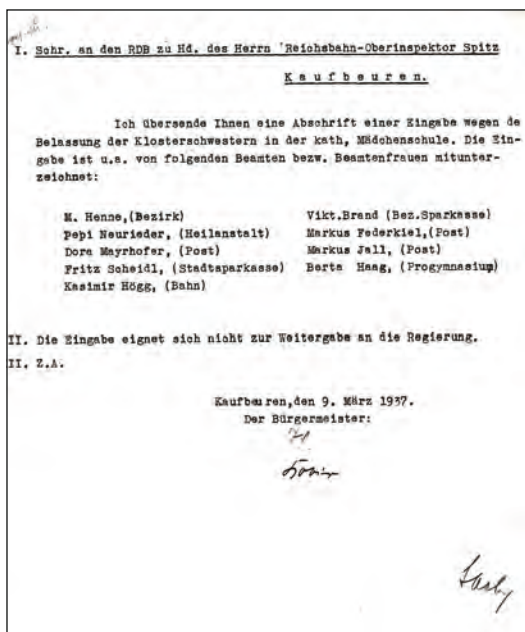 I. Schr. an den RDB zu Hd. des Herrn Reichsbahn-Oberinspektor Spitz
K a u f b e u r e n.
Ich übersende Ihnen eine Abschrift einer Eingabe wegen de
Belassung der Klosterschwestern in der kath, Mädchenschule. Die Ein-
gabe ist u.a. von folgenden Beamten bezw. Beamtenfrauen mitunter-
zeichnet:
M. Henne,(Bezirk)
Pepi Neurieder, (Heilanstalt)
Dora Mayrhofer, (Post)
Fritz Scheidl, (Stadtsparkasse)
Kasimir Högg, (Bahn)
Vikt.Brand (Bez.Sparkasse)
Markus Federkiel,(Post)
Markus Jall, (Post)
Berta Haag, (Progymnasium)
II. Die Eingabe eignet sich nicht zur Weitergabe an die Regierung.
II. Z.A.
Kaufbeuren,den 9. März 1937.
Der Bürgermeister: